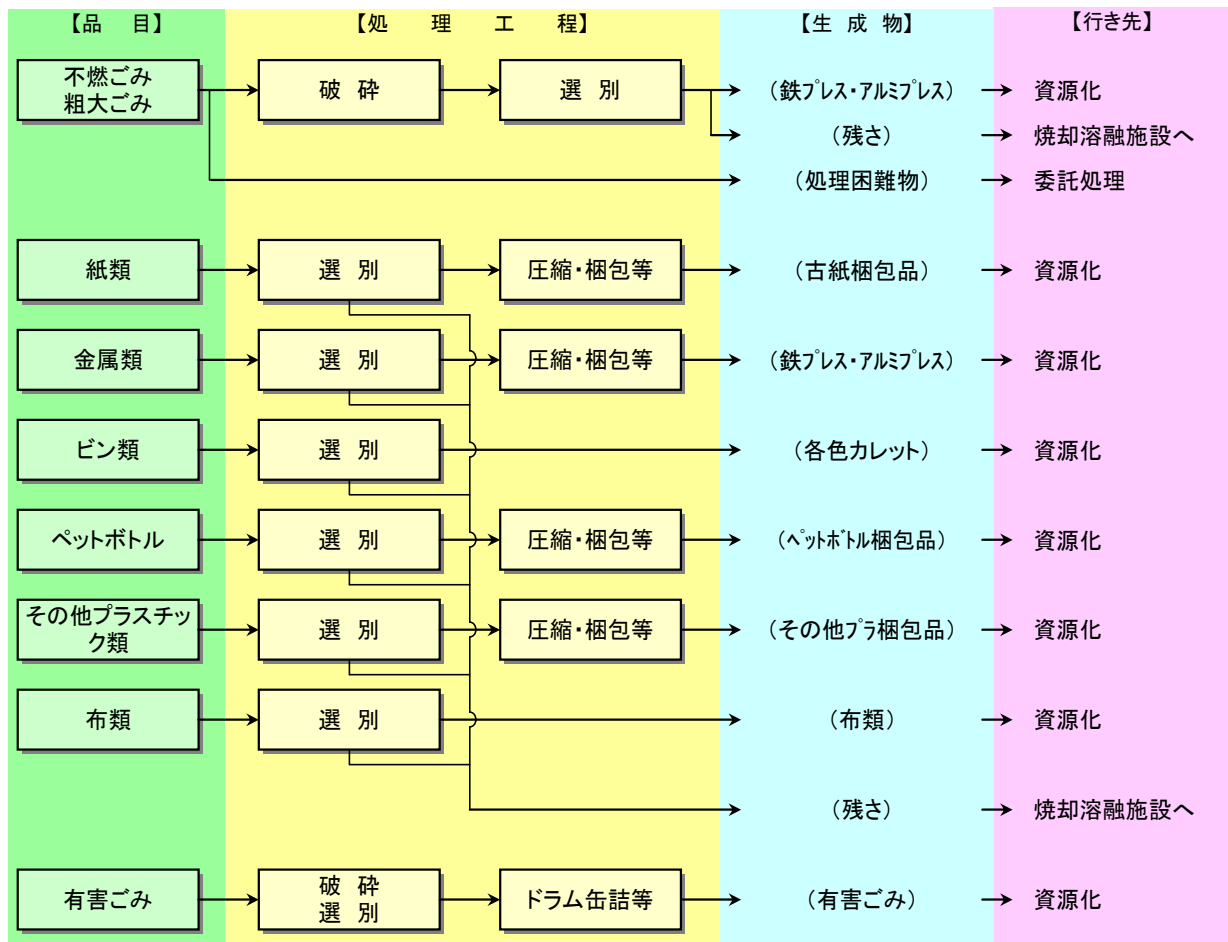 【品　目】
【処　理　工　程】
【生 成 物】
【行き先】
不燃ごみ
粗大ごみ
破 砕
選 別
(鉄ﾌﾟﾚｽ・ｱﾙﾐﾌﾟﾚｽ)
資源化
(残さ)
焼却溶融施設へ
(処理困難物)
委託処理
紙類
選 別
圧縮・梱包等
(古紙梱包品)
資源化
金属類
選 別
圧縮・梱包等
(鉄ﾌﾟﾚｽ・ｱﾙﾐﾌﾟﾚｽ)
資源化
ビン類
選 別
(各色カレット)
資源化
ペットボトル
選 別
圧縮・梱包等
(ﾍﾟｯﾄﾎﾞﾄﾙ梱包品)
資源化
その他プラスチッ
ク類
選 別
圧縮・梱包等
(その他ﾌﾟﾗ梱包品)
資源化
布類
選 別
(布類)
資源化
(残さ)
焼却溶融施設へ
有害ごみ
破 砕
選 別
ドラム缶詰等
(有害ごみ)
資源化